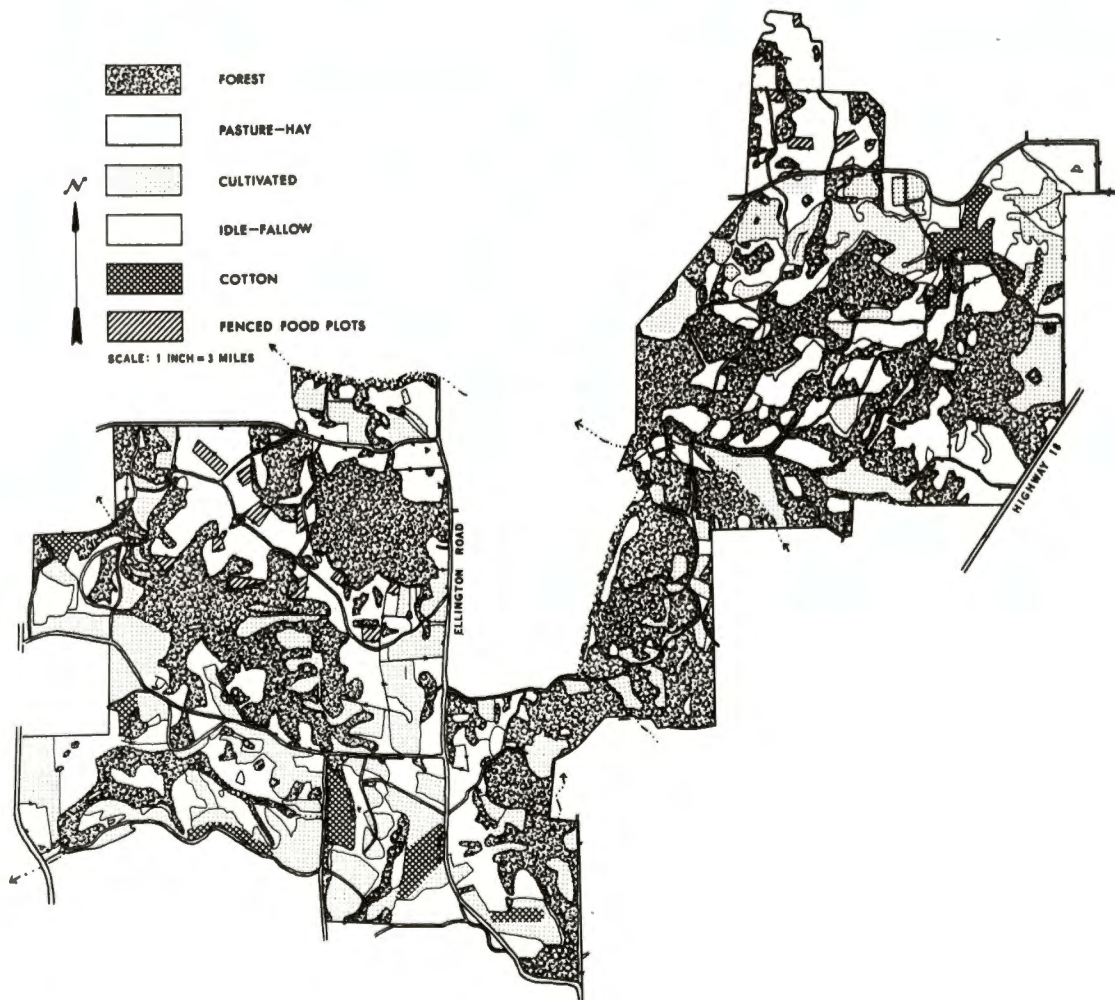 FOREST
PASTURE—HAY
CULTIVATED
IDLE—FALLOW
COTTON
FENCED FOOD PLOTS
N
SCALE: 1 INCH = 3 MILES
ELLINGTON ROAD
HIGHWAY 18